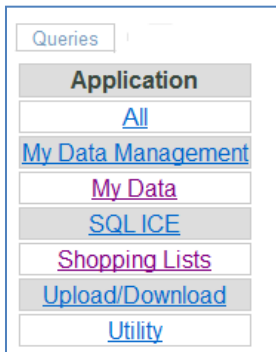 Queries
Application
All
My Data Management
My Data
SQL ICE
Shopping Lists
Upload/Download
Utility